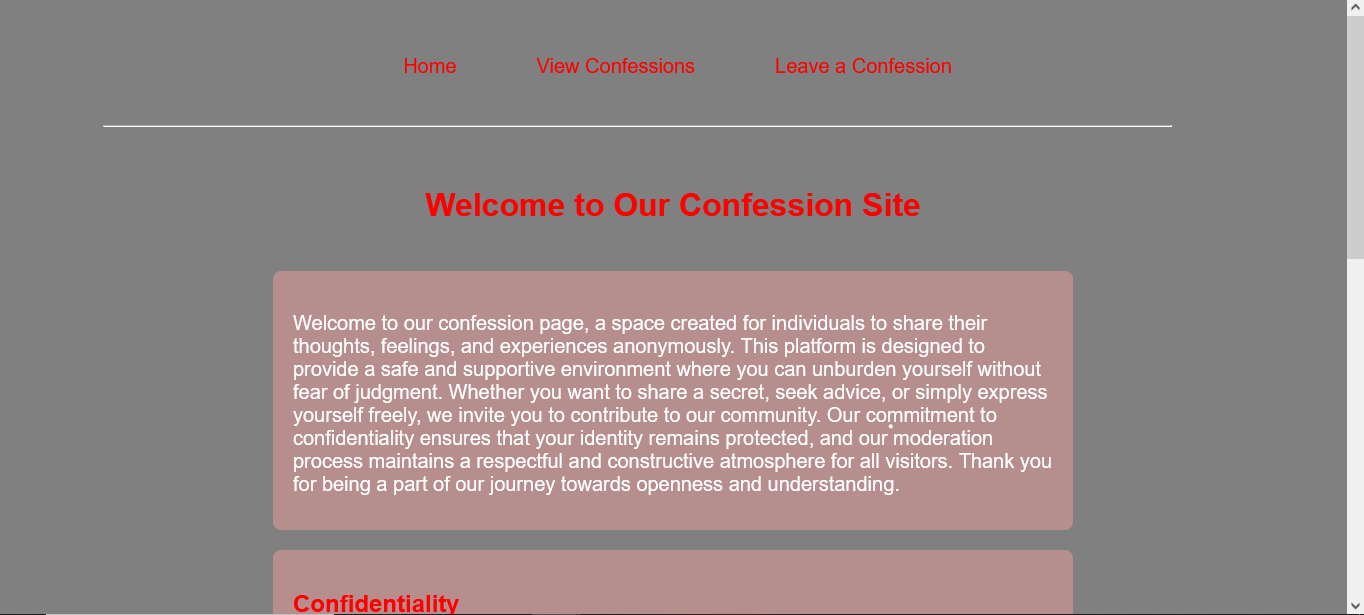 Home View Confessions Leave a Confession
Welcome to Our Confession Site
Welcome to our confession page, a space created for individuals to share their
thoughts, feelings, and experiences anonymously. This platform is designed to
provide a safe and supportive environment where you can unburden yourself without
fear of judgment. Whether you want to share a secret, seek advice, or simply express
yourself freely, we invite you to contribute to our community. Our commitment to
confidentiality ensures that your identity remains protected, and our moderation
process maintains a respectful and constructive atmosphere for all visitors. Thank you
for being a part of our journey towards openness and understanding.
Confidentiality